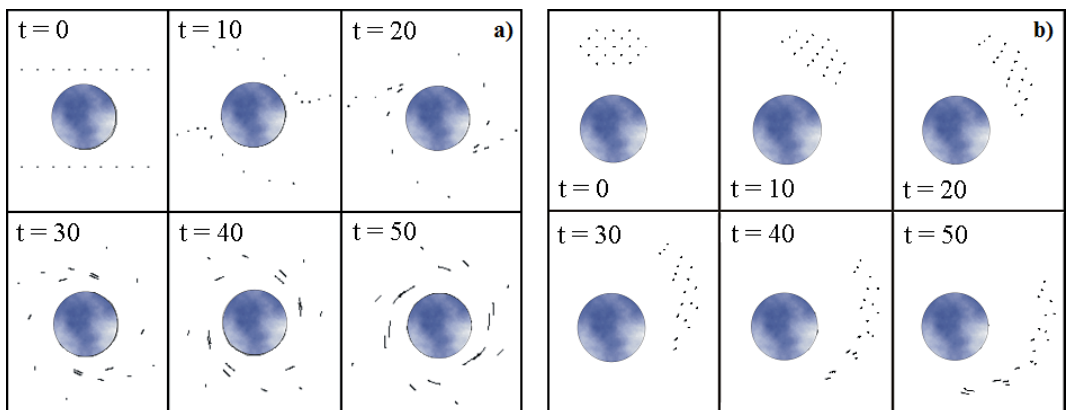 t = 0
t = 10
t = 20
a)
t = 30
t = 40
t = 50
b)
t = 0
t = 10
t = 20
t = 30
t = 40
t = 50